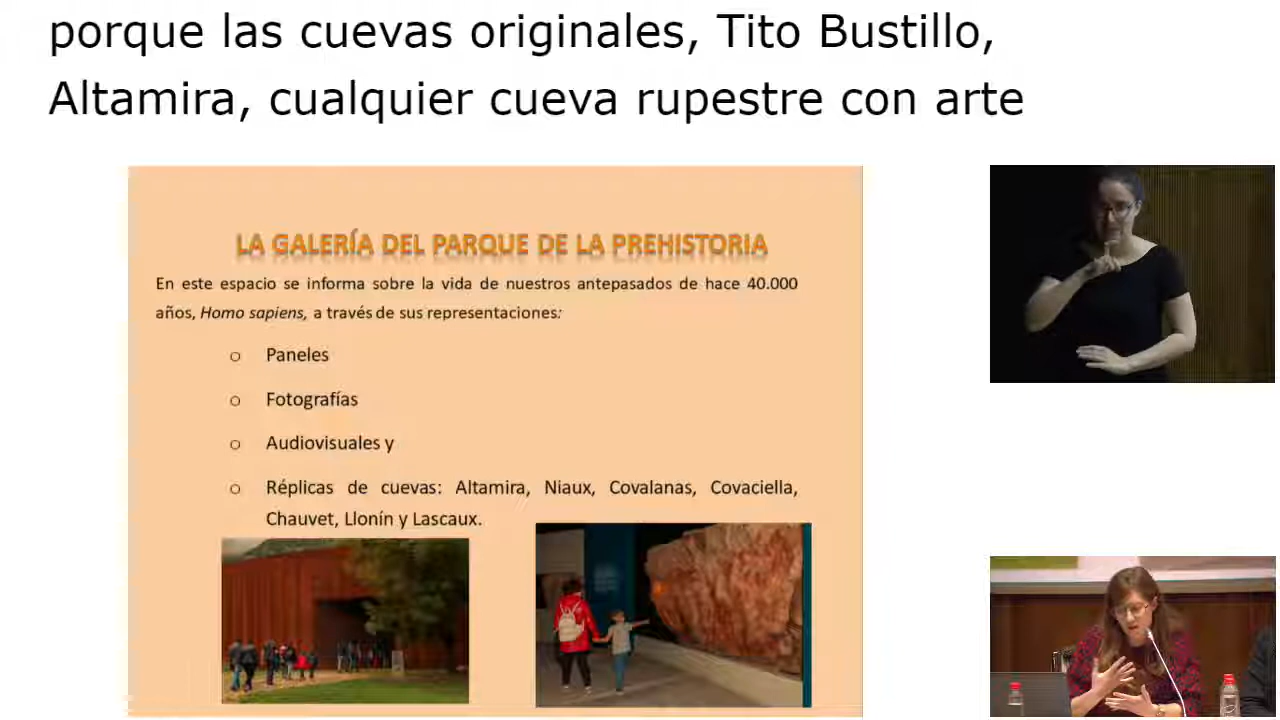 porque las cuevas originales, Tito Bustillo,
Altamira, cualquier cueva rupestre con arte
LA GALERÍA DEL PARQUE DE LA PREHISTORIA
En este espacio se informa sobre la vida de nuestros antepasados de hace 40.000
años, Homo sapiens, a través de sus representaciones:
o Paneles
o Fotografías
o Audiovisuales y
o Réplicas de cuevas: Altamira, Niaux, Covalanas, Covaciella,
Chauvet, Llonín y Lascaux.